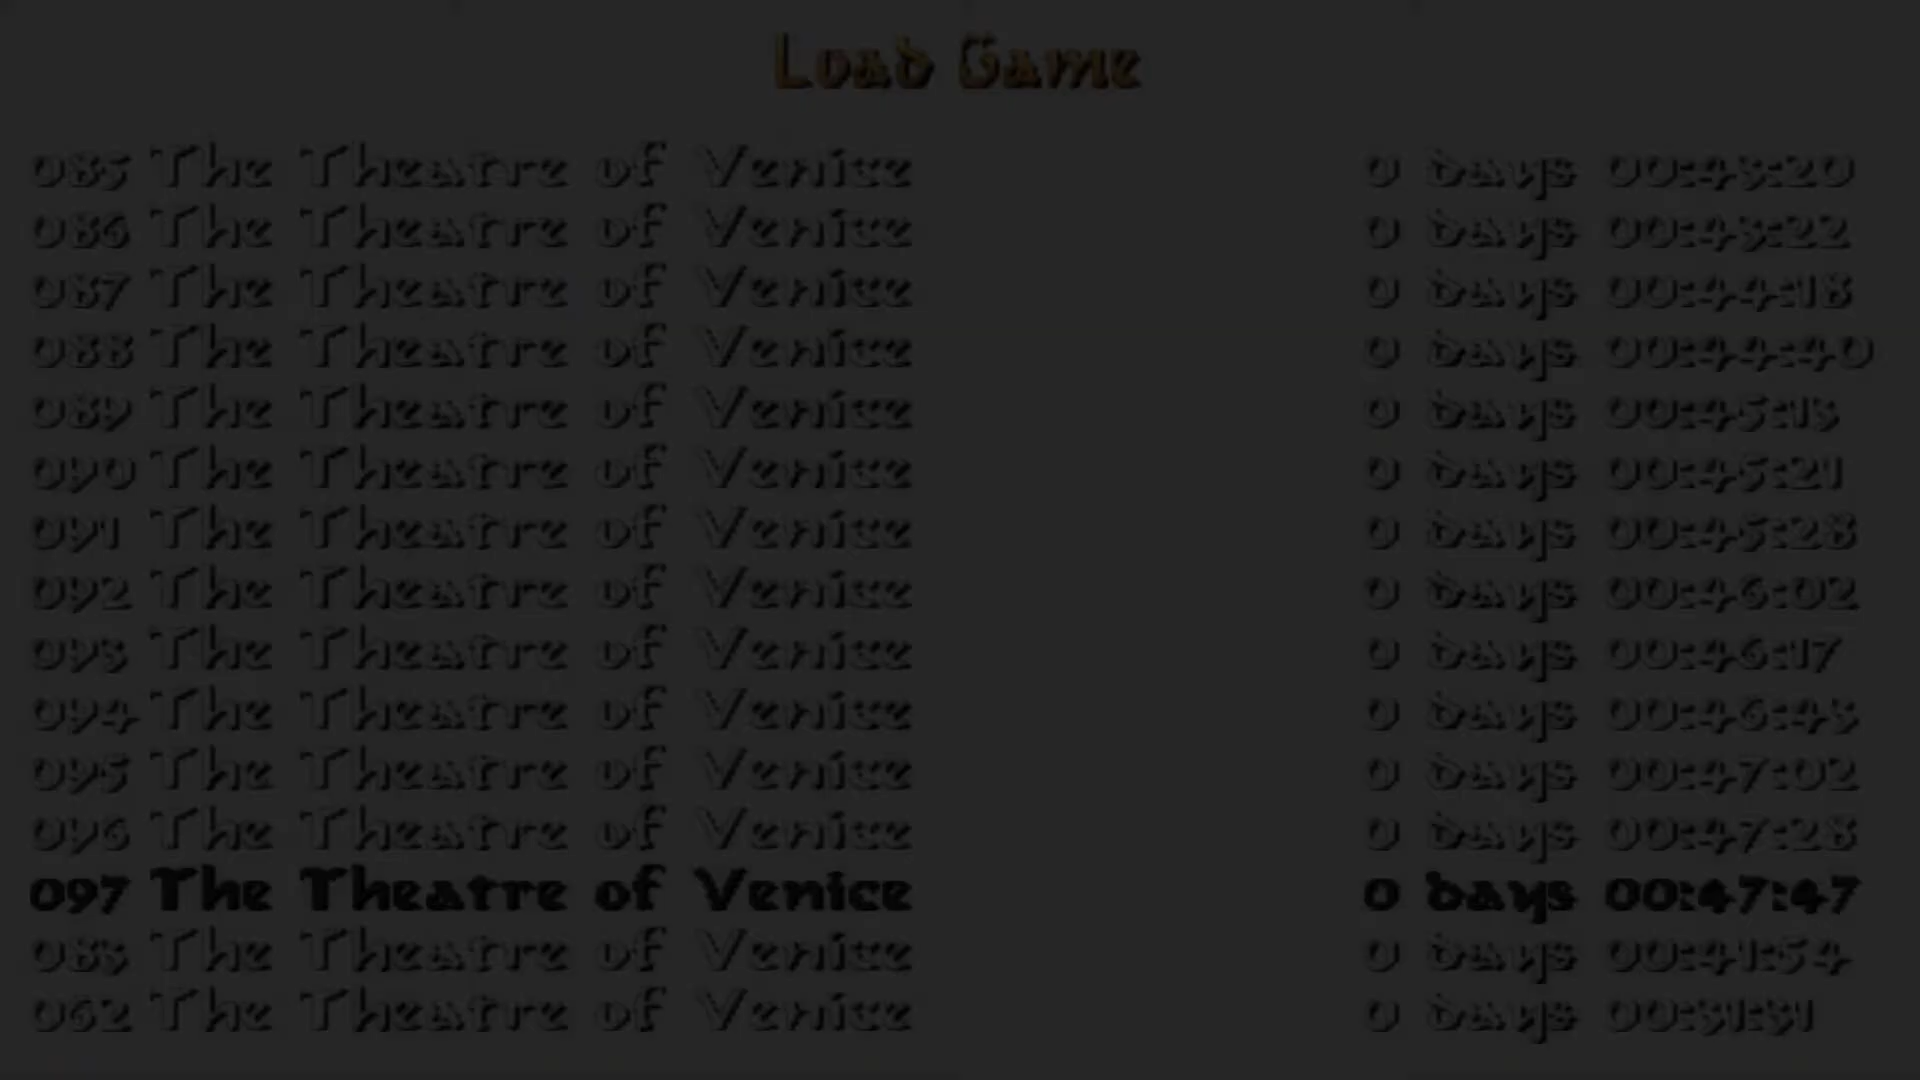 Load Game
085 The Theatre of Venice 0 days 00:43:20
086 The Theatre of Venice 0 days 00:43:22
087 The Theatre of Venice 0 days 00:44:18
088 The Theatre of Venice 0 days 00:44:40
089 The Theatre of Venice 0 days 00:45:13
090 The Theatre of Venice 0 days 00:45:21
091 The Theatre of Venice 0 days 00:45:28
092 The Theatre of Venice 0 days 00:46:02
093 The Theatre of Venice 0 days 00:46:17
094 The Theatre of Venice 0 days 00:46:43
095 The Theatre of Venice 0 days 00:47:02
096 The Theatre of Venice 0 days 00:47:28
097 The Theatre of Venice 0 days 00:47:47
083 The Theatre of Venice 0 days 00:41:54
062 The Theatre of Venice 0 days 00:31:31